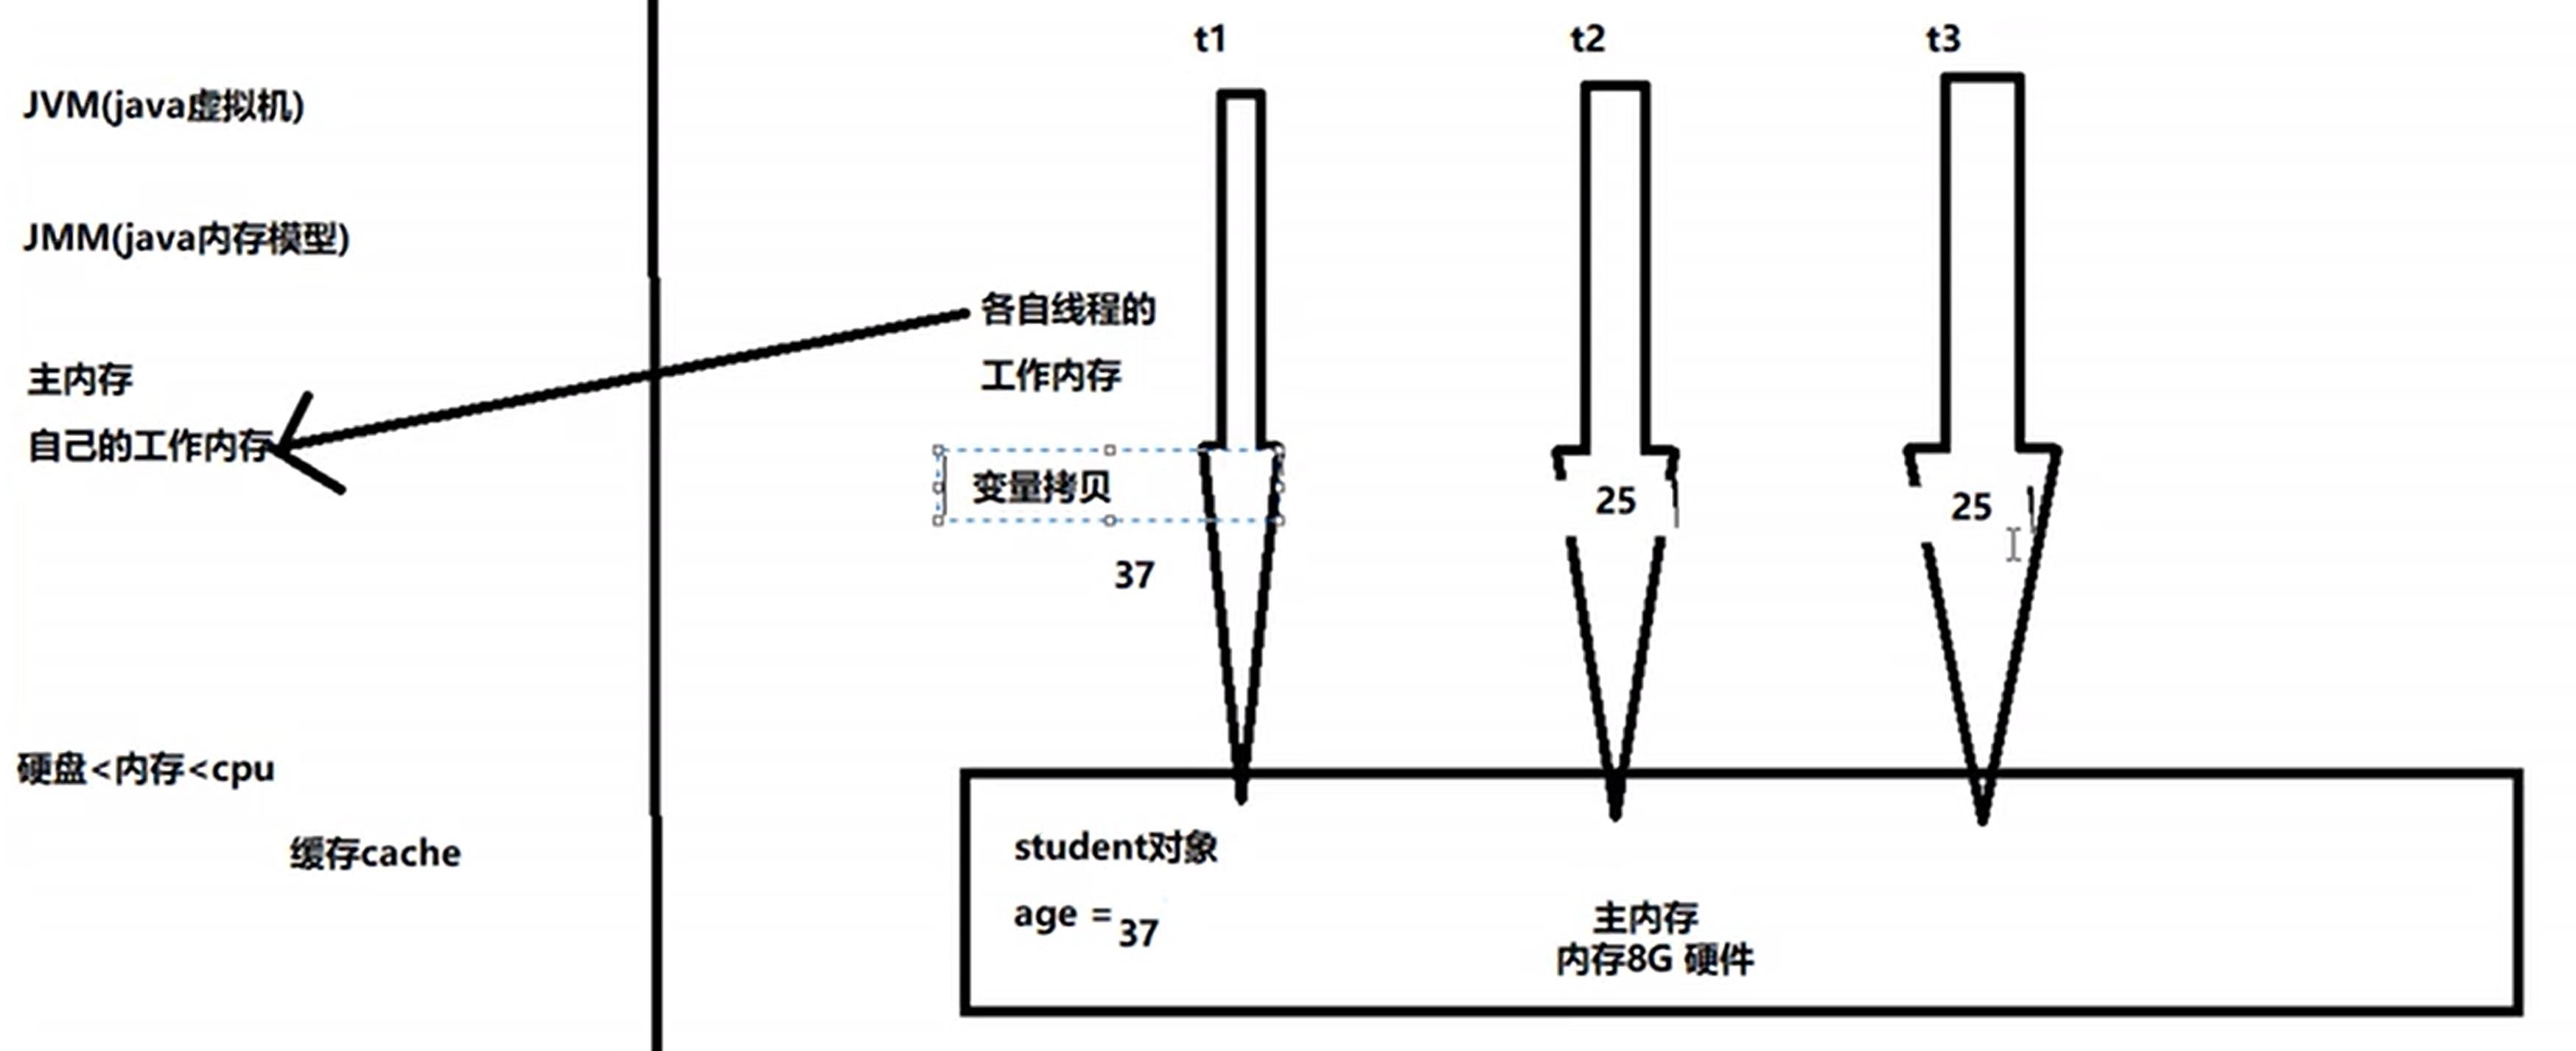 JVM(java虚拟机)
JMM(java内存模型)
主内存
自己的工作内存
硬盘<内存<cpu
缓存cache
t1
t2
t3
各自线程的
工作内存
变量拷贝
37
25
25
student对象
age =
37
主内存
内存8G 硬件